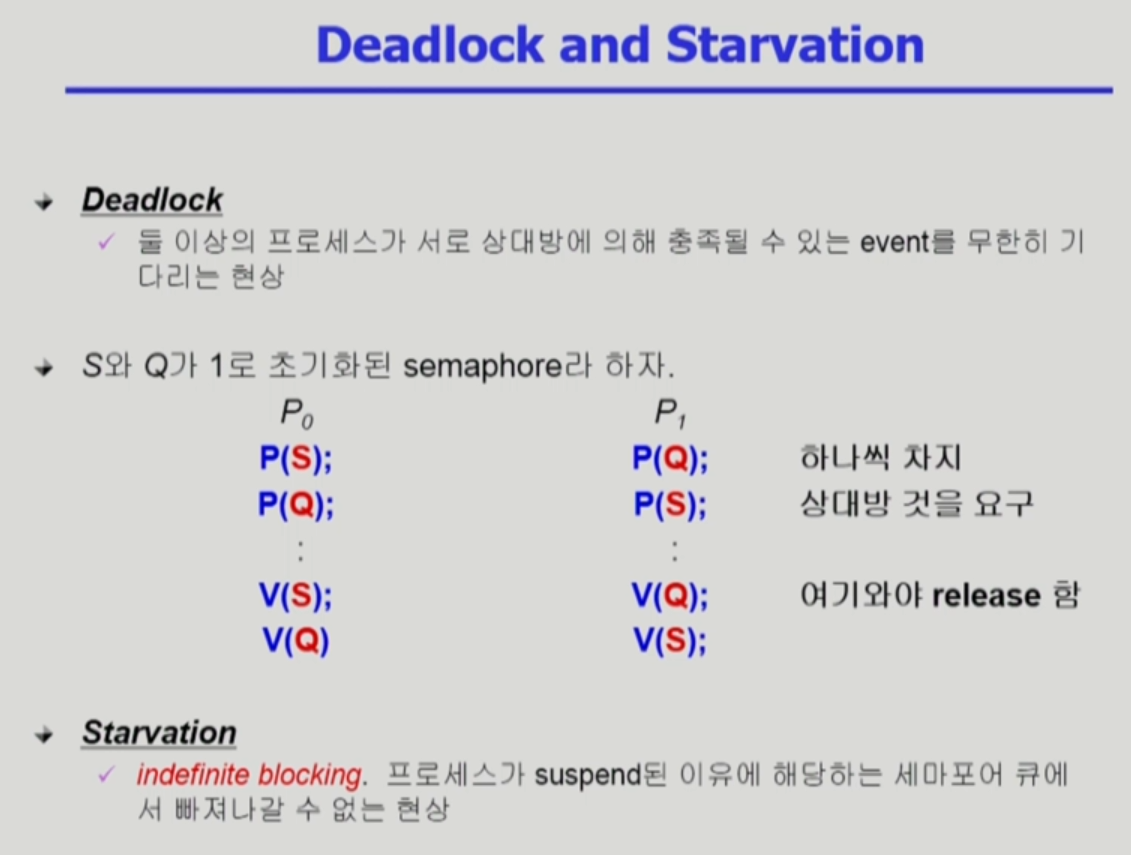 Deadlock and Starvation
Deadlock
둘 이상의 프로세스가 서로 상대방에 의해 충족될 수 있는 event를 무한히 기
다리는 현상
S와 Q가 1로 초기화된 semaphore라 하자.
P0 P1
P(S); P(Q); 하나씩 차지
P(Q); P(S); 상대방 것을 요구
: :
V(S); V(Q); 여기와야 release 함
V(Q) V(S);
Starvation
indefinite blocking. 프로세스가 suspend된 이유에 해당하는 세마포어 큐에
서 빠져나갈 수 없는 현상